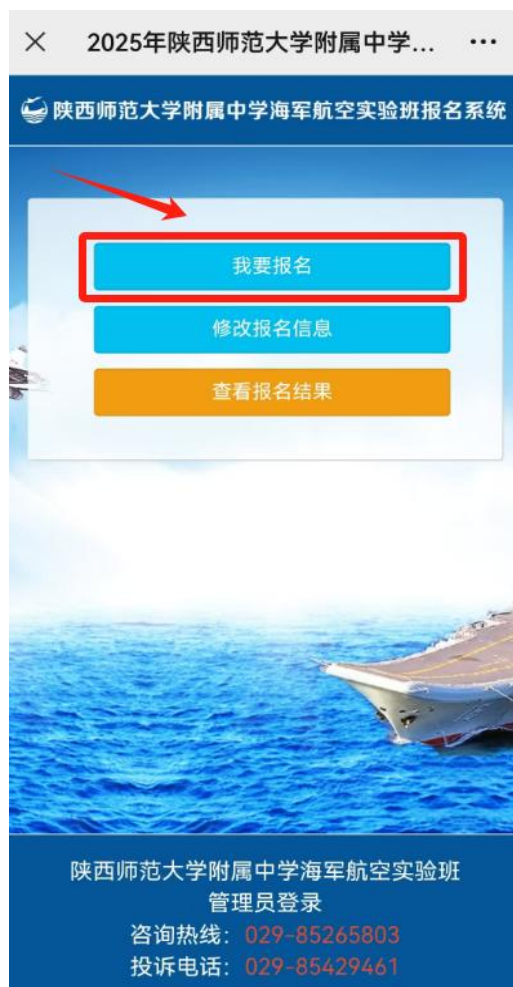 2025年陕西师范大学附属中学...
陕西师范大学附属中学海军航空实验班报名系统
我要报名
修改报名信息
查看报名结果
陕西师范大学附属中学海军航空实验班
管理员登录
咨询热线：029-85265803
投诉电话：029-85429461